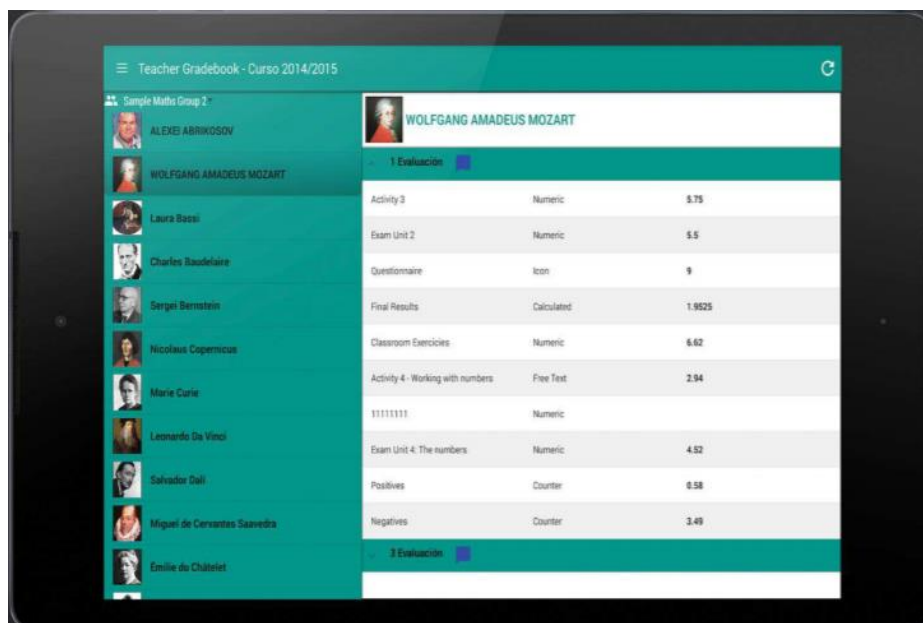 Teacher Gradebook - Curso 2014/2015
Sample Maths Group 2
ALEXEI ABRIKOSOV
WOLFGANG AMADEUS MOZART
Laura Bassi
Charles Baudelaire
Sergei Bernstein
Nicolaus Copernicus
Marie Curie
Leonardo Da Vinci
Salvador Dalí
Miguel de Cervantes Saavedra
Émilie du Châtelet
WOLFGANG AMADEUS MOZART
1 Evaluación
Activity 3 Numeric 5.75
Exam Unit 2 Numeric 5.5
Questionnaire Icon 9
Final Results Calculated 1.9525
Classroom Exercicies Numeric 6.62
Activity 4 - Working with numbers Free Text 2.94
11111111 Numeric
Exam Unit 4: The numbers Numeric 4.52
Positives Counter 0.58
Negatives Counter 3.49
3 Evaluación